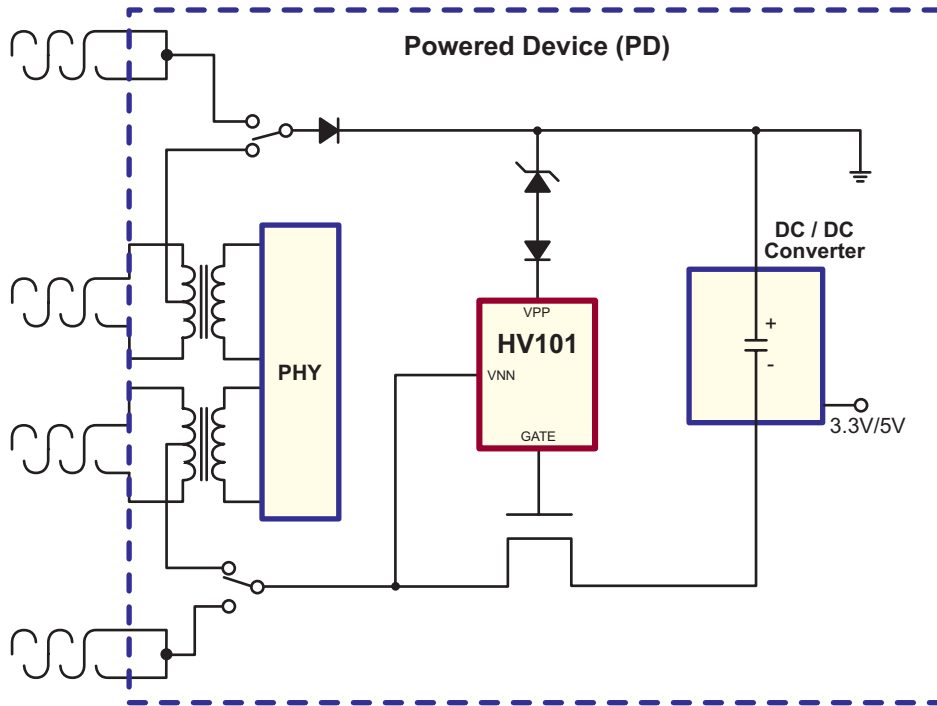 Powered Device (PD)
DC / DC
Converter
VPP
HV101
+
VNN
-
PHY
3.3V/5V
GATE